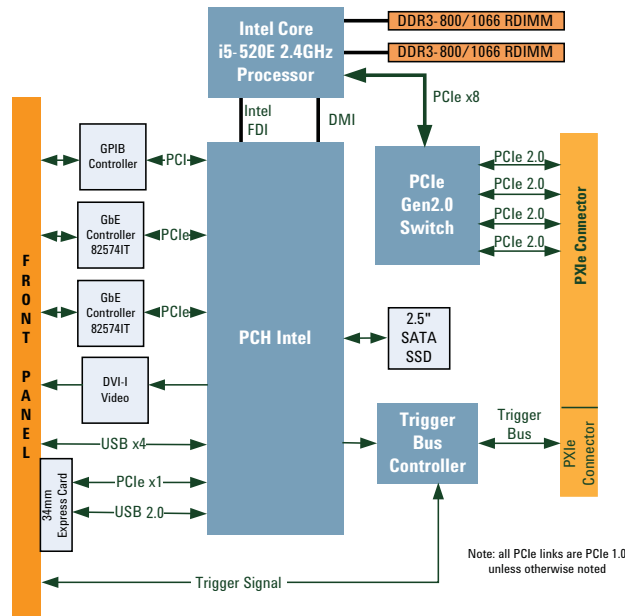 Intel Core
i5-520E 2.4GHz
Processor
DDR3-800/1066 RDIMM
DDR3-800/1066 RDIMM
PCIe x8
Intel
FDI
DMI
GPIB
Controller
PCI
GbE
Controller
82574IT
PCIe
GbE
Controller
82574IT
PCIe
DVI-I
Video
USB x4
34mm
Express Card
PCIe x1
USB 2.0
FRONT PANEL
PCH Intel
PCIe
Gen2.0
Switch
PCIe 2.0
PCIe 2.0
PCIe 2.0
PCIe 2.0
PXIe Connector
2.5"
SATA
SSD
Trigger
Bus
Controller
Trigger
Bus
PXIe
Connector
Trigger Signal
Note: all PCIe links are PCIe 1.0
unless otherwise noted